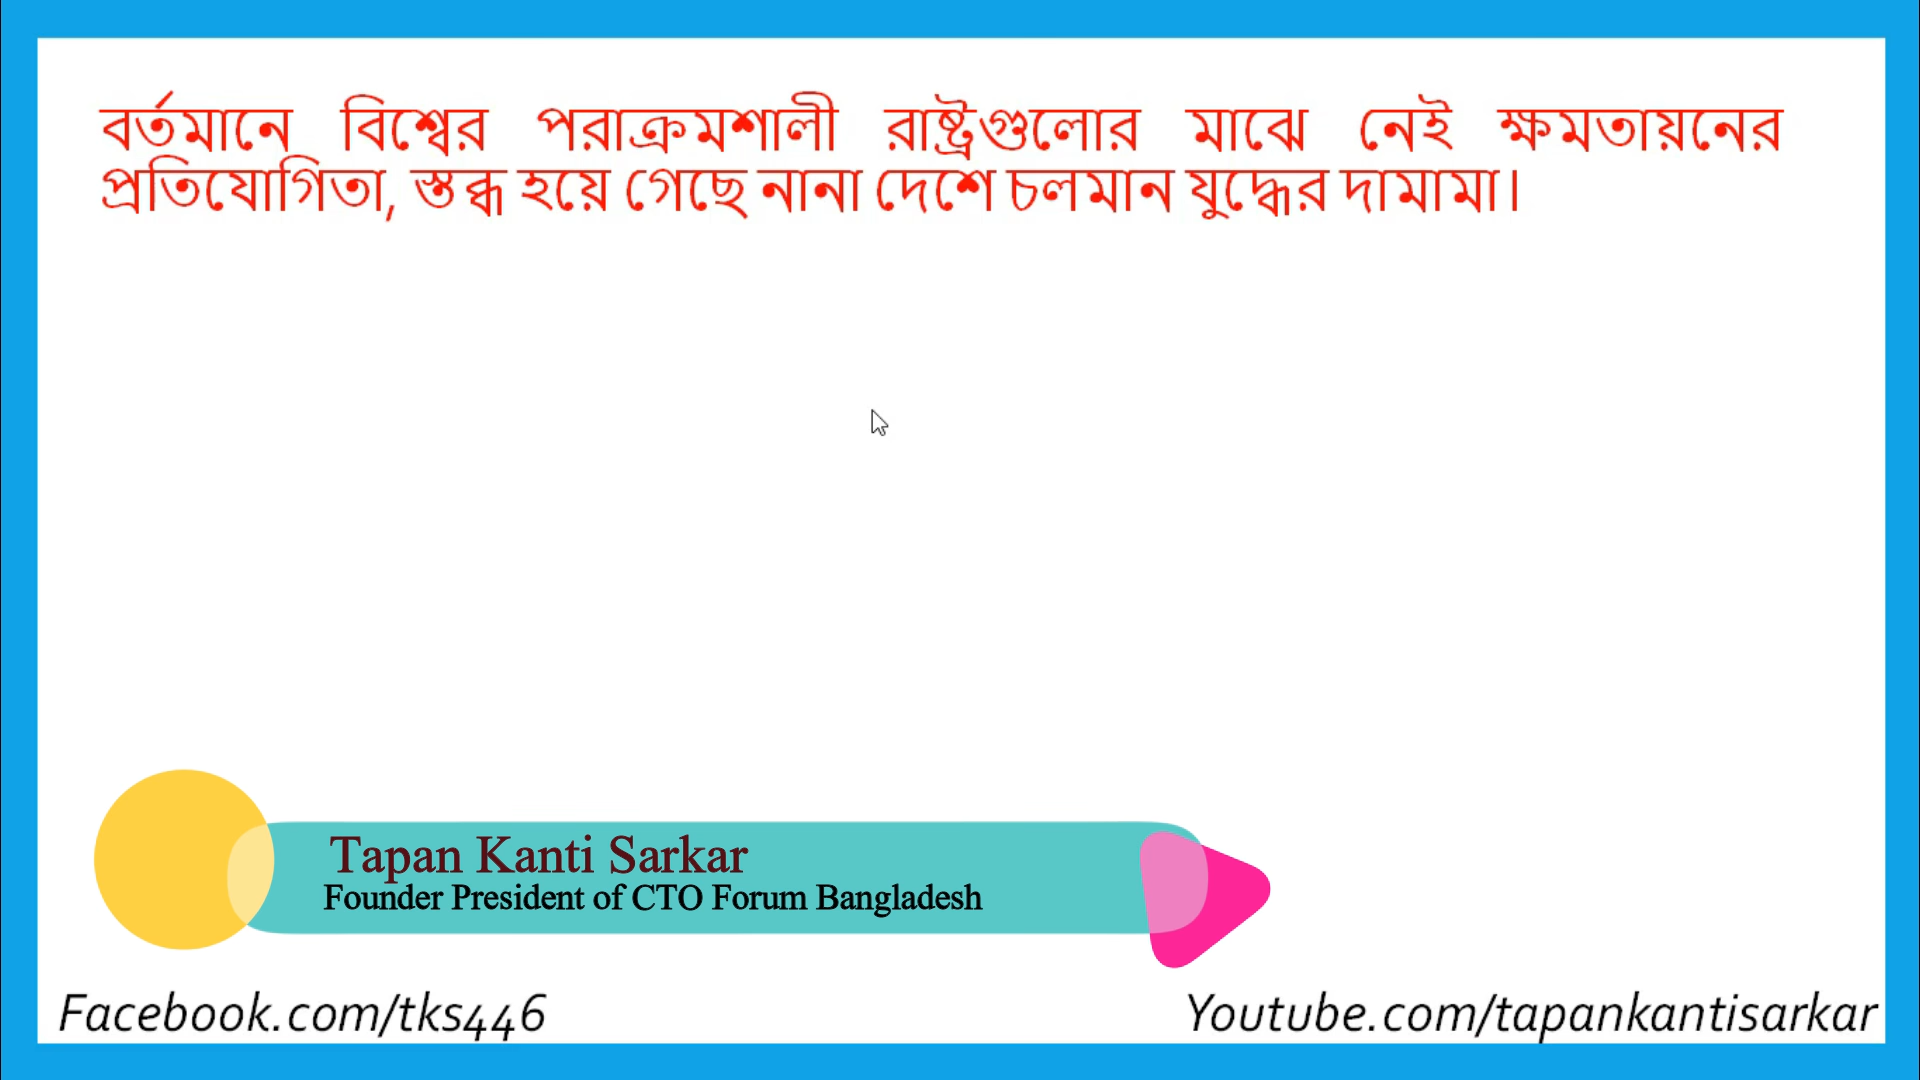 বর্তমানে বিশ্বের পরাক্রমশালী রাষ্ট্রগুলোর মাঝে নেই ক্ষমতায়নের
প্রতিযোগিতা, স্তব্ধ হয়ে গেছে নানা দেশে চলমান যুদ্ধের দামামা।
Tapan Kanti Sarkar
Founder President of CTO Forum Bangladesh
Facebook.com/tks446
Youtube.com/tapankantisarkar